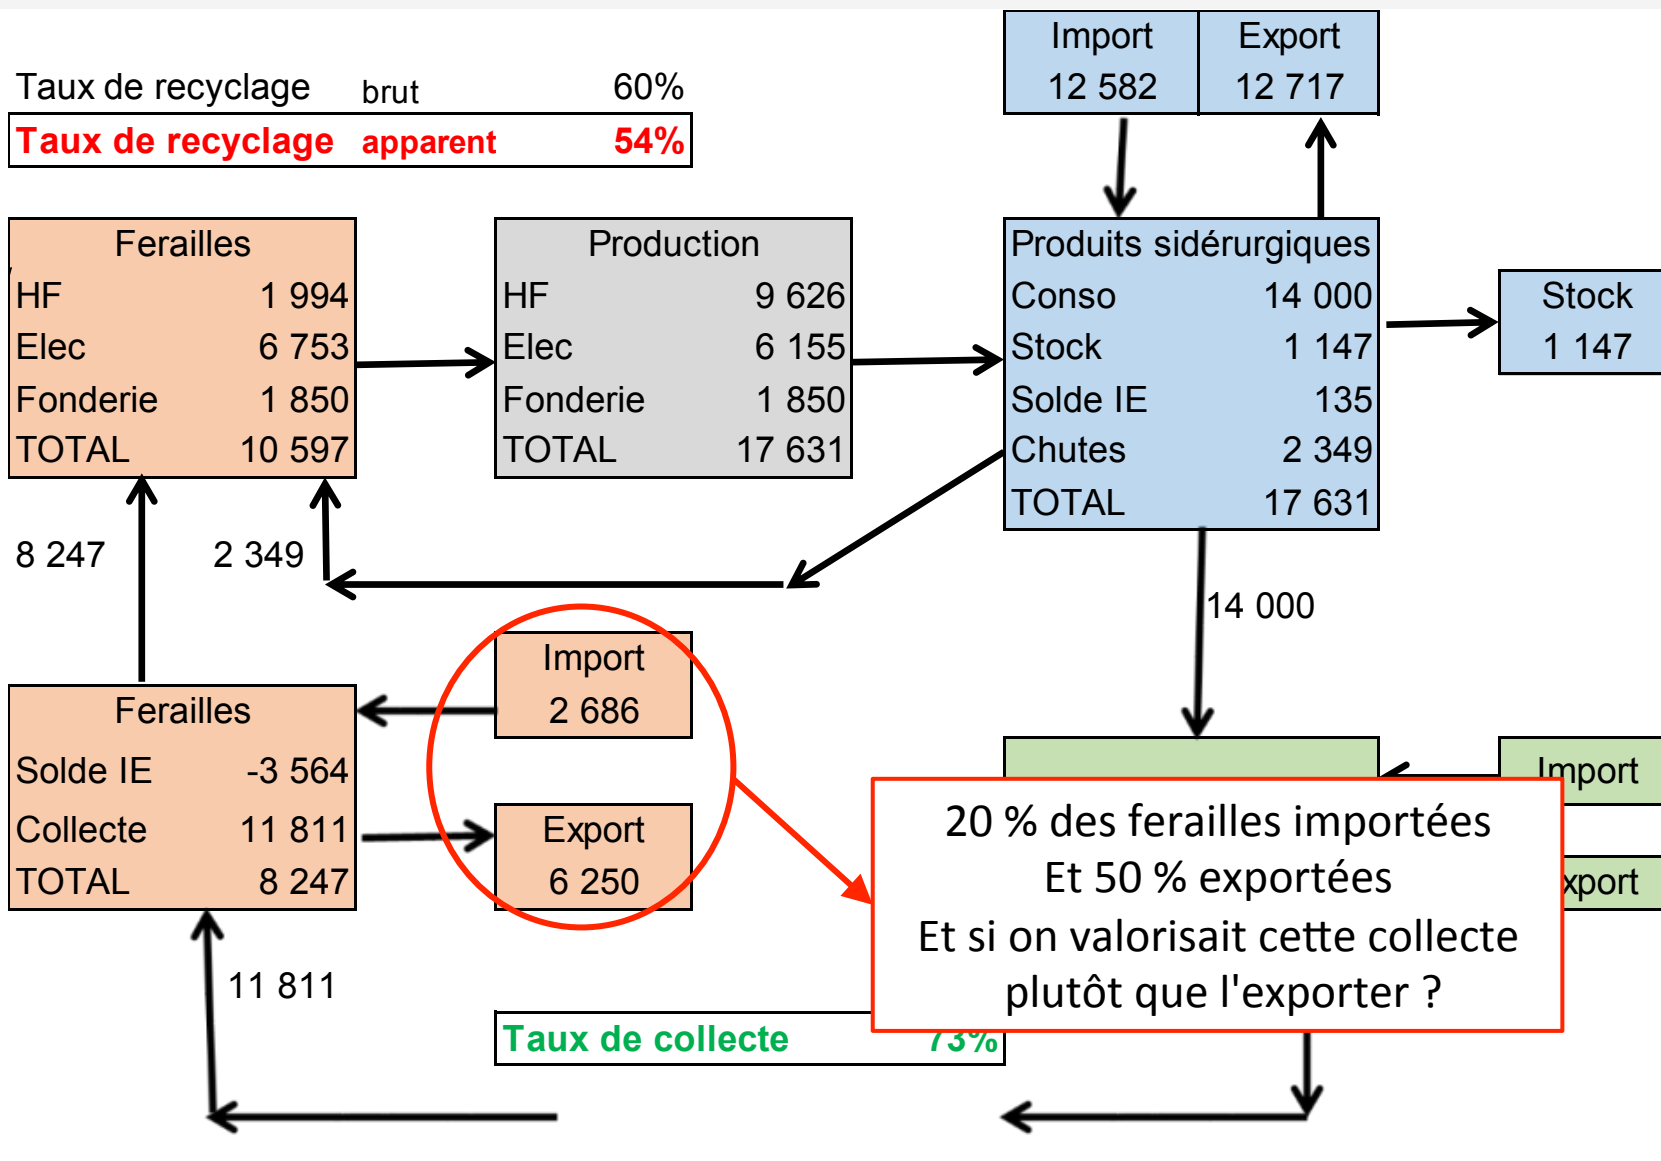 Import Export
12 582 12 717
Taux de recyclage brut 60%
Taux de recyclage apparent 54%
Ferailles
HF 1 994
Elec 6 753
Fonderie 1 850
TOTAL 10 597
Production
HF 9 626
Elec 6 155
Fonderie 1 850
TOTAL 17 631
Produits sidérurgiques
Conso 14 000
Stock 1 147
Solde IE 135
Chutes 2 349
TOTAL 17 631
Stock
1 147
8 247 2 349
14 000
Import
2 686
Ferailles
Solde IE -3 564
Collecte 11 811
TOTAL 8 247
Export
6 250
Import
xport
20 % des ferailles importées
Et 50 % exportées
Et si on valorisait cette collecte
plutôt que l'exporter ?
11 811
Taux de collecte 73%